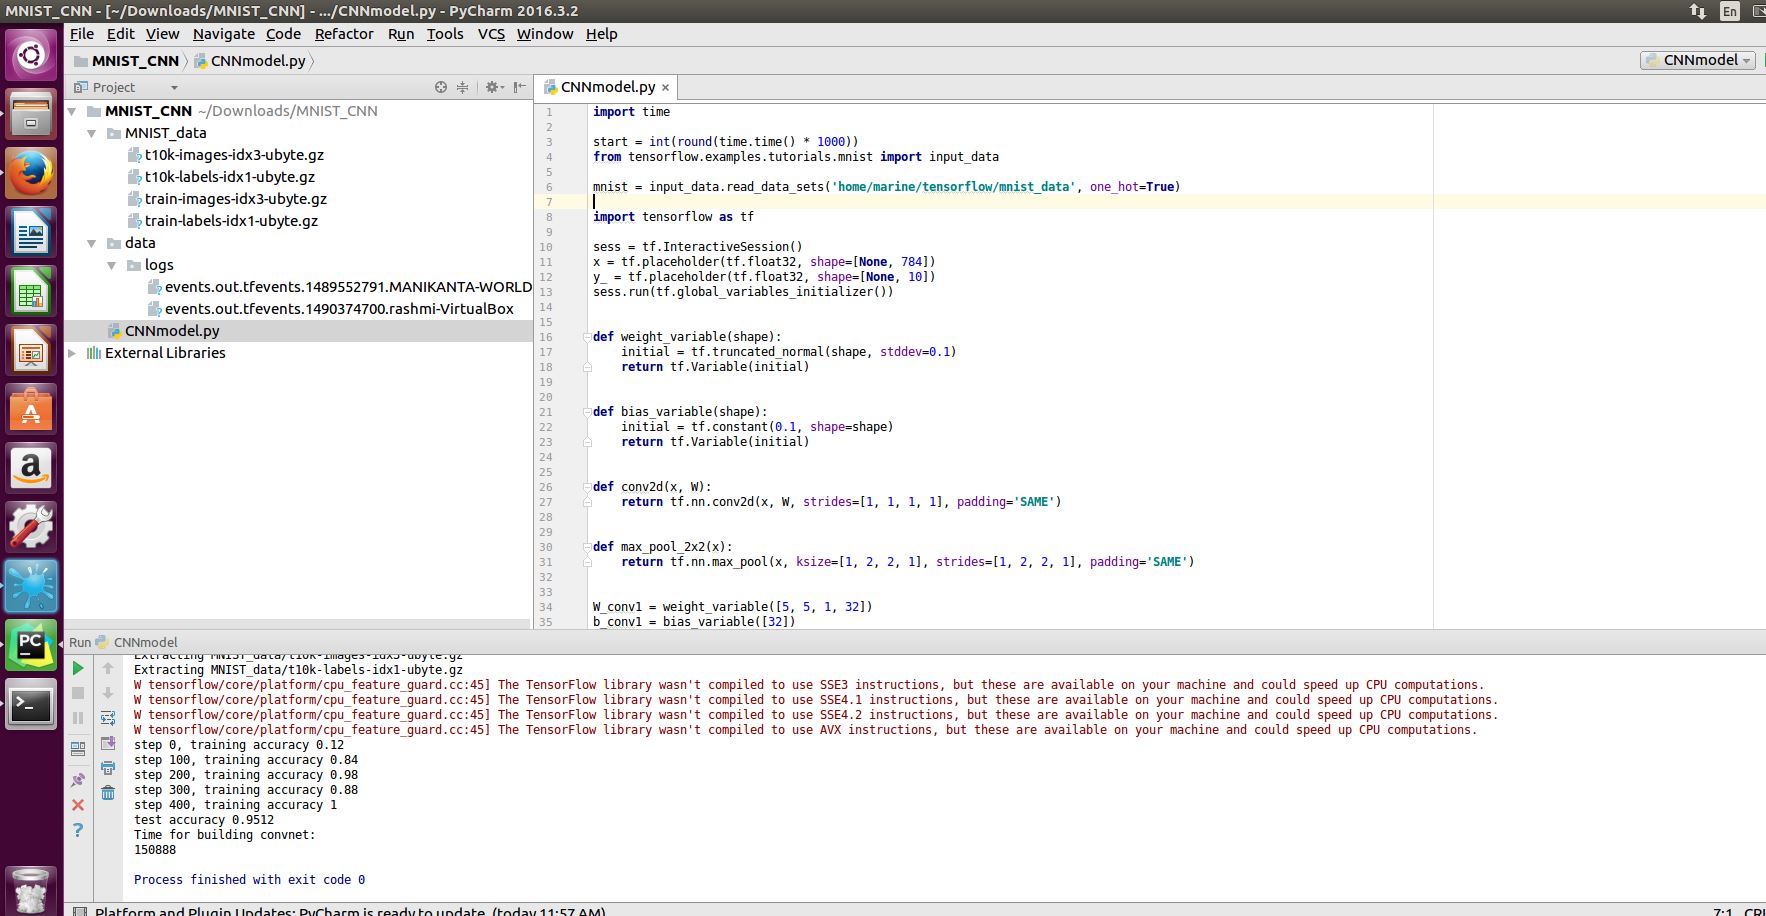 MNIST_CNN - [~/Downloads/MNIST_CNN] - .../CNNmodel.py - PyCharm 2016.3.2
En
File Edit View Navigate Code Refactor Run Tools VCS Window Help
MNIST_CNN CNNmodel.py
CNNmodel
Project
CNNmodel.py ×
MNIST_CNN ~/Downloads/MNIST_CNN
MNIST_data
t10k-images-idx3-ubyte.gz
t10k-labels-idx1-ubyte.gz
train-images-idx3-ubyte.gz
train-labels-idx1-ubyte.gz
data
logs
events.out.tfevents.1489552791.MANIKANTA-WORLD
events.out.tfevents.1490374700.rashmi-VirtualBox
CNNmodel.py
External Libraries
1 import time
2
3 start = int(round(time.time() * 1000))
4 from tensorflow.examples.tutorials.mnist import input_data
5
6 mnist = input_data.read_data_sets('home/marine/tensorflow/mnist_data', one_hot=True)
7
8 import tensorflow as tf
9
10 sess = tf.InteractiveSession()
11 x = tf.placeholder(tf.float32, shape=[None, 784])
12 y_ = tf.placeholder(tf.float32, shape=[None, 10])
13 sess.run(tf.global_variables_initializer())
14
15
16 def weight_variable(shape):
17 initial = tf.truncated_normal(shape, stddev=0.1)
18 return tf.Variable(initial)
19
20
21 def bias_variable(shape):
22 initial = tf.constant(0.1, shape=shape)
23 return tf.Variable(initial)
24
25
26 def conv2d(x, W):
27 return tf.nn.conv2d(x, W, strides=[1, 1, 1, 1], padding='SAME')
28
29
30 def max_pool_2x2(x):
31 return tf.nn.max_pool(x, ksize=[1, 2, 2, 1], strides=[1, 2, 2, 1], padding='SAME')
32
33
34 W_conv1 = weight_variable([5, 5, 1, 32])
35 b_conv1 = bias_variable([32])
Run CNNmodel
Extracting MNIST_data/t10k-images-idx3-ubyte.gz
Extracting MNIST_data/t10k-labels-idx1-ubyte.gz
W tensorflow/core/platform/cpu_feature_guard.cc:45] The TensorFlow library wasn't compiled to use SSE3 instructions, but these are available on your machine and could speed up CPU computations.
W tensorflow/core/platform/cpu_feature_guard.cc:45] The TensorFlow library wasn't compiled to use SSE4.1 instructions, but these are available on your machine and could speed up CPU computations.
W tensorflow/core/platform/cpu_feature_guard.cc:45] The TensorFlow library wasn't compiled to use SSE4.2 instructions, but these are available on your machine and could speed up CPU computations.
W tensorflow/core/platform/cpu_feature_guard.cc:45] The TensorFlow library wasn't compiled to use AVX instructions, but these are available on your machine and could speed up CPU computations.
step 0, training accuracy 0.12
step 100, training accuracy 0.84
step 200, training accuracy 0.98
step 300, training accuracy 0.88
step 400, training accuracy 1
test accuracy 0.9512
Time for building convnet:
150888
Process finished with exit code 0
Platform and Plugin Updates: PyCharm is ready to update. (today 11:57 AM)
7:1 CRL